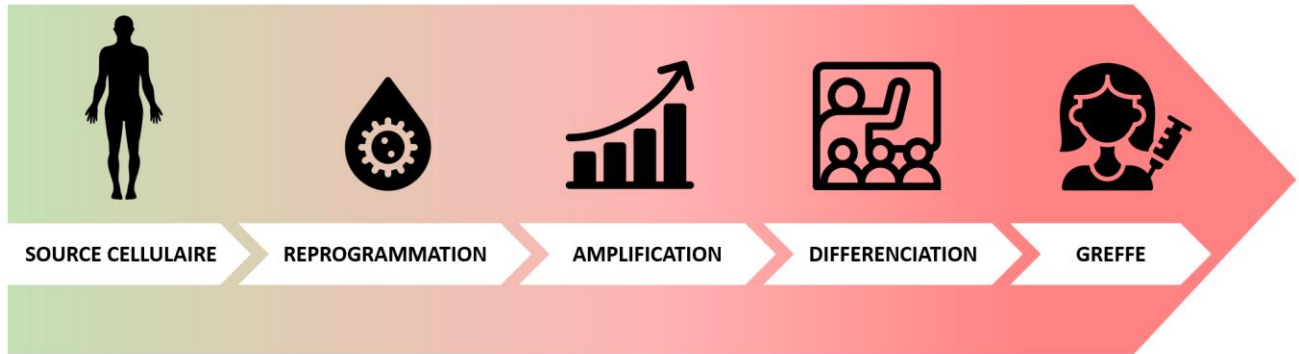 SOURCE CELLULAIRE
REPROGRAMMATION
AMPLIFICATION
DIFFERENCIATION
GREFFE